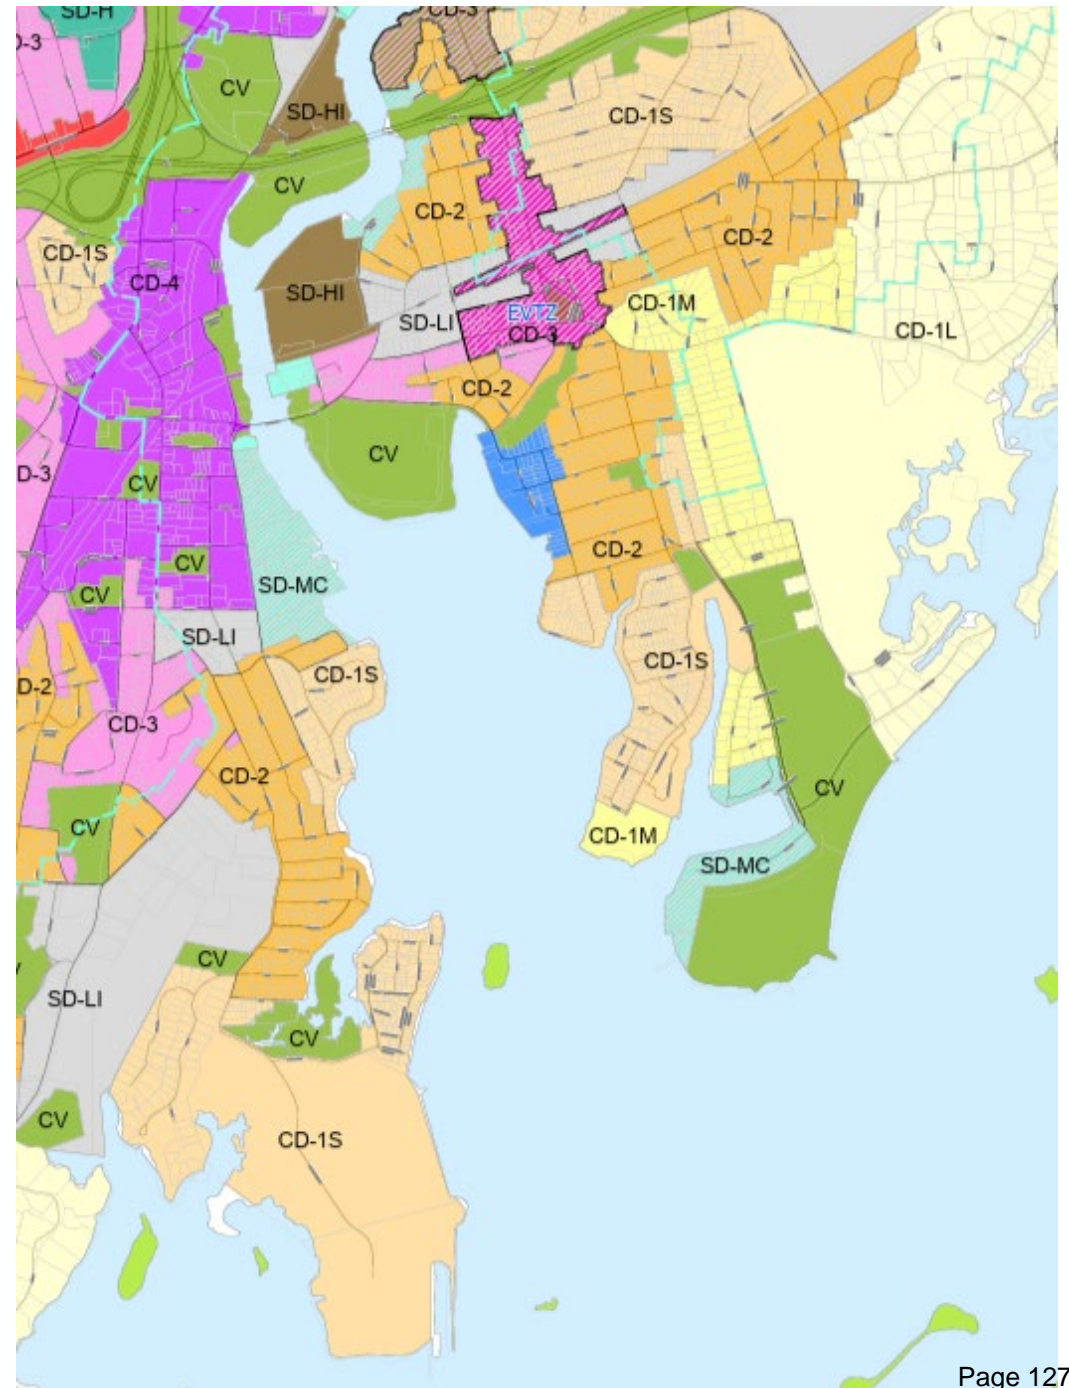 SD-H
CD-3
D-3
CV
SD-HI
CD-1S
CV
CD-2
CD-1S
CD-2
CD-4
SD-HI
CD-1M
EVTZ
SD-LI
CD-3
CD-1L
CD-2
CV
D-3
CV
CD-2
CV
SD-MC
CV
SD-LI
CD-1S
CD-1S
D-2
CD-3
CD-2
CV
CV
CD-1M
SD-MC
CV
V
SD-LI
CV
CV
CD-1S
Page 127